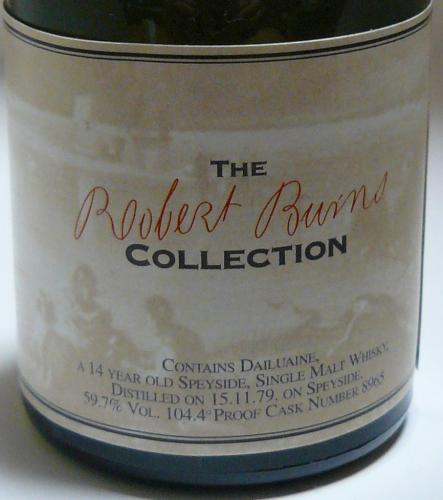 THE
Robert Burns
COLLECTION
CONTAINS DAILUAINE,
A 14 YEAR OLD SPEYSIDE, SINGLE MALT WHISKY,
DISTILLED ON 15.11.79, ON SPEYSIDE.
59.7% VOL. 104.4° PROOF CASK NUMBER 8965